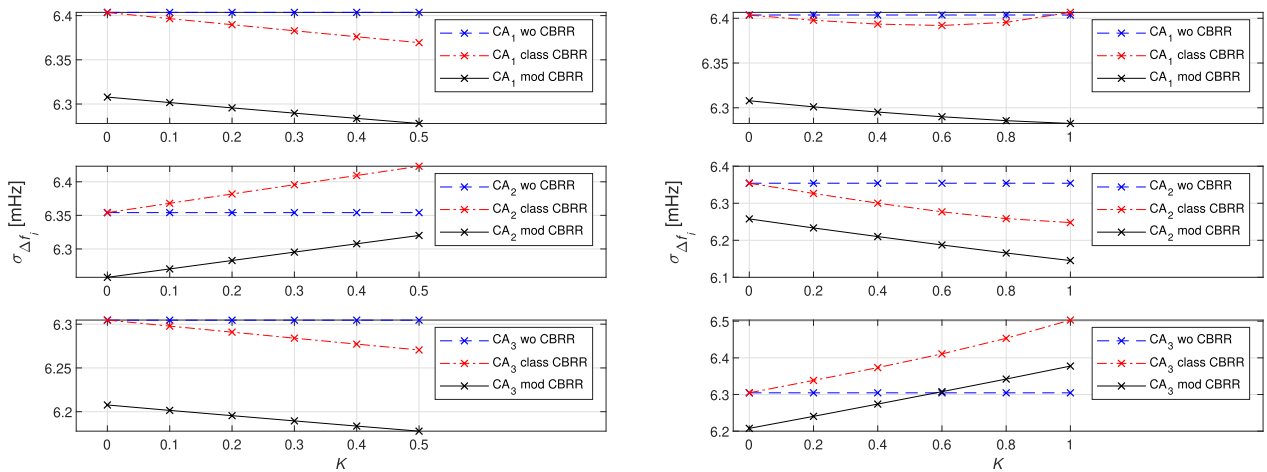 6.4
6.35
6.3
0 0.1 0.2 0.3 0.4 0.5
CA1 wo CBRR
CA1 class CBRR
CA1 mod CBRR
σΔfi [mHz]
6.4
6.35
6.3
0 0.1 0.2 0.3 0.4 0.5
CA2 wo CBRR
CA2 class CBRR
CA2 mod CBRR
6.3
6.25
6.2
0 0.1 0.2 0.3 0.4 0.5
K
CA3 wo CBRR
CA3 class CBRR
CA3 mod CBRR
6.4
6.35
6.3
0 0.2 0.4 0.6 0.8 1
CA1 wo CBRR
CA1 class CBRR
CA1 mod CBRR
σΔfi [mHz]
6.4
6.3
6.2
6.1
0 0.2 0.4 0.6 0.8 1
CA2 wo CBRR
CA2 class CBRR
CA2 mod CBRR
6.5
6.4
6.3
6.2
0 0.2 0.4 0.6 0.8 1
K
CA3 wo CBRR
CA3 class CBRR
CA3 mod CBRR